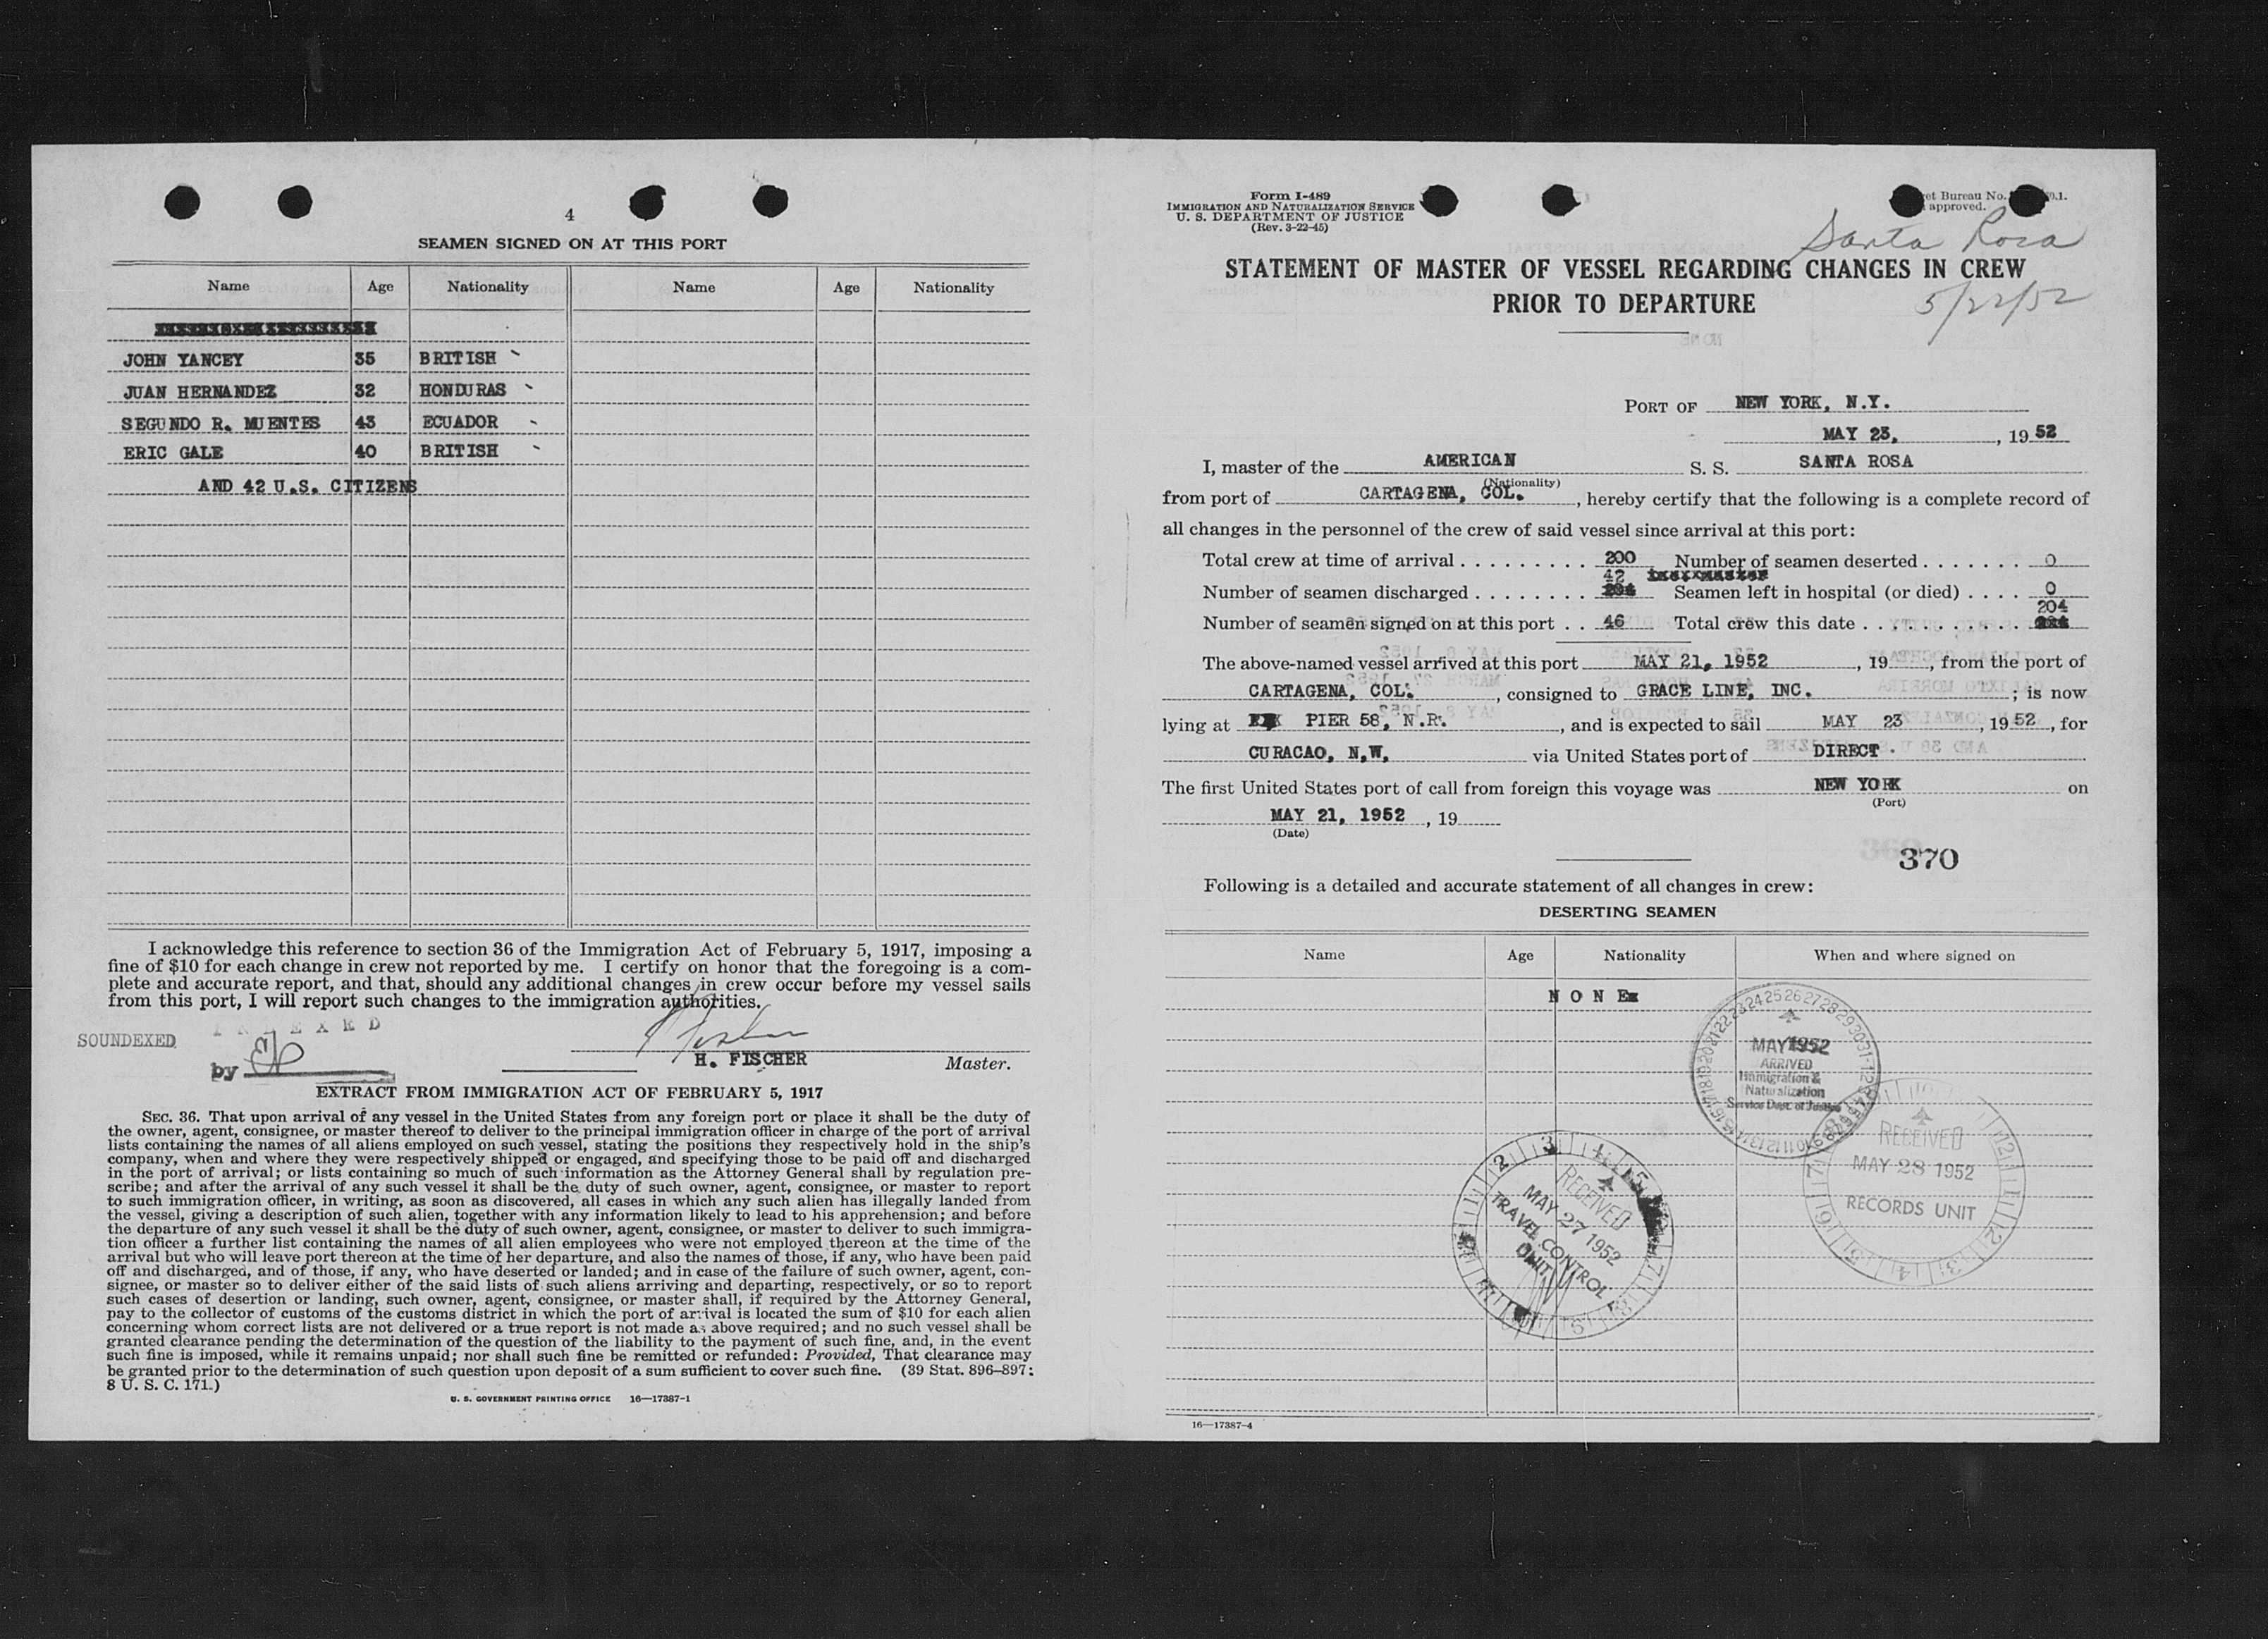 4
SEAMEN SIGNED ON AT THIS PORT
Name Age Nationality Name Age Nationality
JOHN YANCEY 35 BRITISH
JUAN HERNANDEZ 32 HONDURAS
SEGUNDO R. MUENTES 43 ECUADOR
ERIC GALE 40 BRITISH
AND 42 U.S. CITIZENS
I acknowledge this reference to section 36 of the Immigration Act of February 5, 1917, imposing a
fine of $10 for each change in crew not reported by me. I certify on honor that the foregoing is a com-
plete and accurate report, and that, should any additional changes in crew occur before my vessel sails
from this port, I will report such changes to the immigration authorities.
SOUNDEXED
INDEXED
by
H. FISCHER Master.
EXTRACT FROM IMMIGRATION ACT OF FEBRUARY 5, 1917
SEC. 36. That upon arrival of any vessel in the United States from any foreign port or place it shall be the duty of
the owner, agent, consignee, or master thereof to deliver to the principal immigration officer in charge of the port of arrival
lists containing the names of all aliens employed on such vessel, stating the positions they respectively hold in the ship's
company, when and where they were respectively shipped or engaged, and specifying those to be paid off and discharged
in the port of arrival; or lists containing so much of such information as the Attorney General shall by regulation pre-
scribe; and after the arrival of any such vessel it shall be the duty of such owner, agent, consignee, or master to report
to such immigration officer, in writing, as soon as discovered, all cases in which any such alien has illegally landed from
the vessel, giving a description of such alien, together with any information likely to lead to his apprehension; and before
the departure of any such vessel it shall be the duty of such owner, agent, consignee, or master to deliver to such immigra-
tion officer a further list containing the names of all alien employees who were not employed thereon at the time of the
arrival but who will leave port thereon at the time of her departure, and also the names of those, if any, who have been paid
off and discharged, and of those, if any, who have deserted or landed; and in case of the failure of such owner, agent, con-
signee, or master so to deliver either of the said lists of such aliens arriving and departing, respectively, or so to report
such cases of desertion or landing, such owner, agent, consignee, or master shall, if required by the Attorney General,
pay to the collector of customs of the customs district in which the port of arrival is located the sum of $10 for each alien
concerning whom correct lists are not delivered or a true report is not made as above required; and no such vessel shall be
granted clearance pending the determination of the question of the liability to the payment of such fine, and, in the event
such fine is imposed, while it remains unpaid; nor shall such fine be remitted or refunded: Provided, That clearance may
be granted prior to the determination of such question upon deposit of a sum sufficient to cover such fine. (39 Stat. 896–897;
8 U. S. C. 171.)
U. S. GOVERNMENT PRINTING OFFICE 16—17387-1
Form I-489
IMMIGRATION AND NATURALIZATION SERVICE
U. S. DEPARTMENT OF JUSTICE
(Rev. 3-22-45)
Bureau No.
approved.
Santa Rosa
STATEMENT OF MASTER OF VESSEL REGARDING CHANGES IN CREW
PRIOR TO DEPARTURE
5/22/52
PORT OF NEW YORK, N.Y.
MAY 23, , 19 52
I, master of the AMERICAN S. S. SANTA ROSA
(Nationality)
from port of CARTAGENA, COL. , hereby certify that the following is a complete record of
all changes in the personnel of the crew of said vessel since arrival at this port:
Total crew at time of arrival . . . . . . . . . 200 Number of seamen deserted . . . . . . . 0
42
Number of seamen discharged . . . . . . . . Seamen left in hospital (or died) . . . . 0
204
Number of seamen signed on at this port . . 46 Total crew this date . . . . . . . . . . .
The above-named vessel arrived at this port MAY 21, 1952 , 19 , from the port of
CARTAGENA, COL. , consigned to GRACE LINE, INC. ; is now
lying at PIER 58, N.R. , and is expected to sail MAY 23 , 19 52 , for
CURACAO, N.W. via United States port of DIRECT.
The first United States port of call from foreign this voyage was NEW YORK on
(Port)
MAY 21, 1952 , 19
(Date)
370
Following is a detailed and accurate statement of all changes in crew:
DESERTING SEAMEN
Name Age Nationality When and where signed on
NONE
MAY 1952
ARRIVED
Immigration &
Naturalization
Service Dept. of Justice
RECEIVED
MAY 28 1952
RECORDS UNIT
RECEIVED
MAY 27 1952
TRAVEL CONTROL
UNIT
16—17387-4